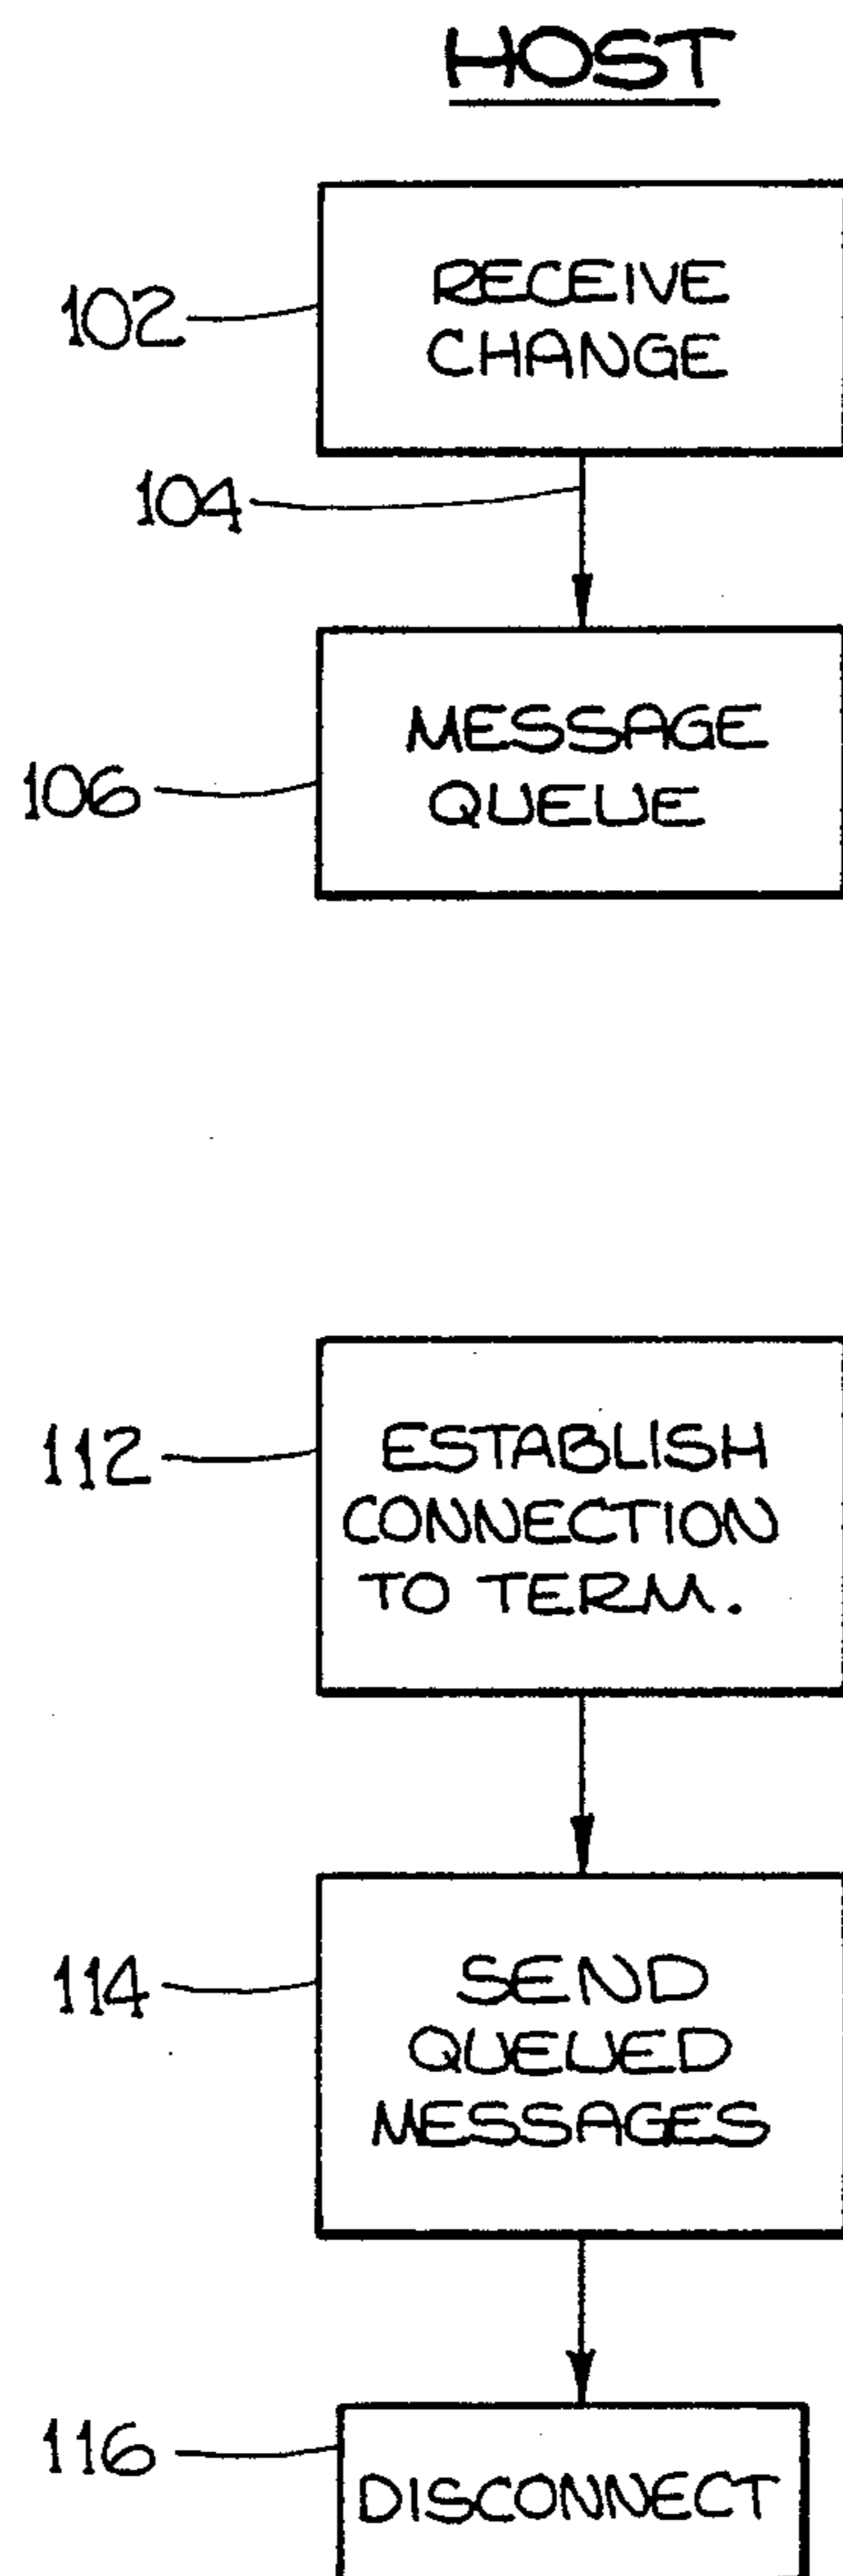 HOST
102
RECEIVE
CHANGE
104
106
MESSAGE
QUEUE
112
ESTABLISH
CONNECTION
TO TERM.
114
SEND
QUEUED
MESSAGES
116
DISCONNECT